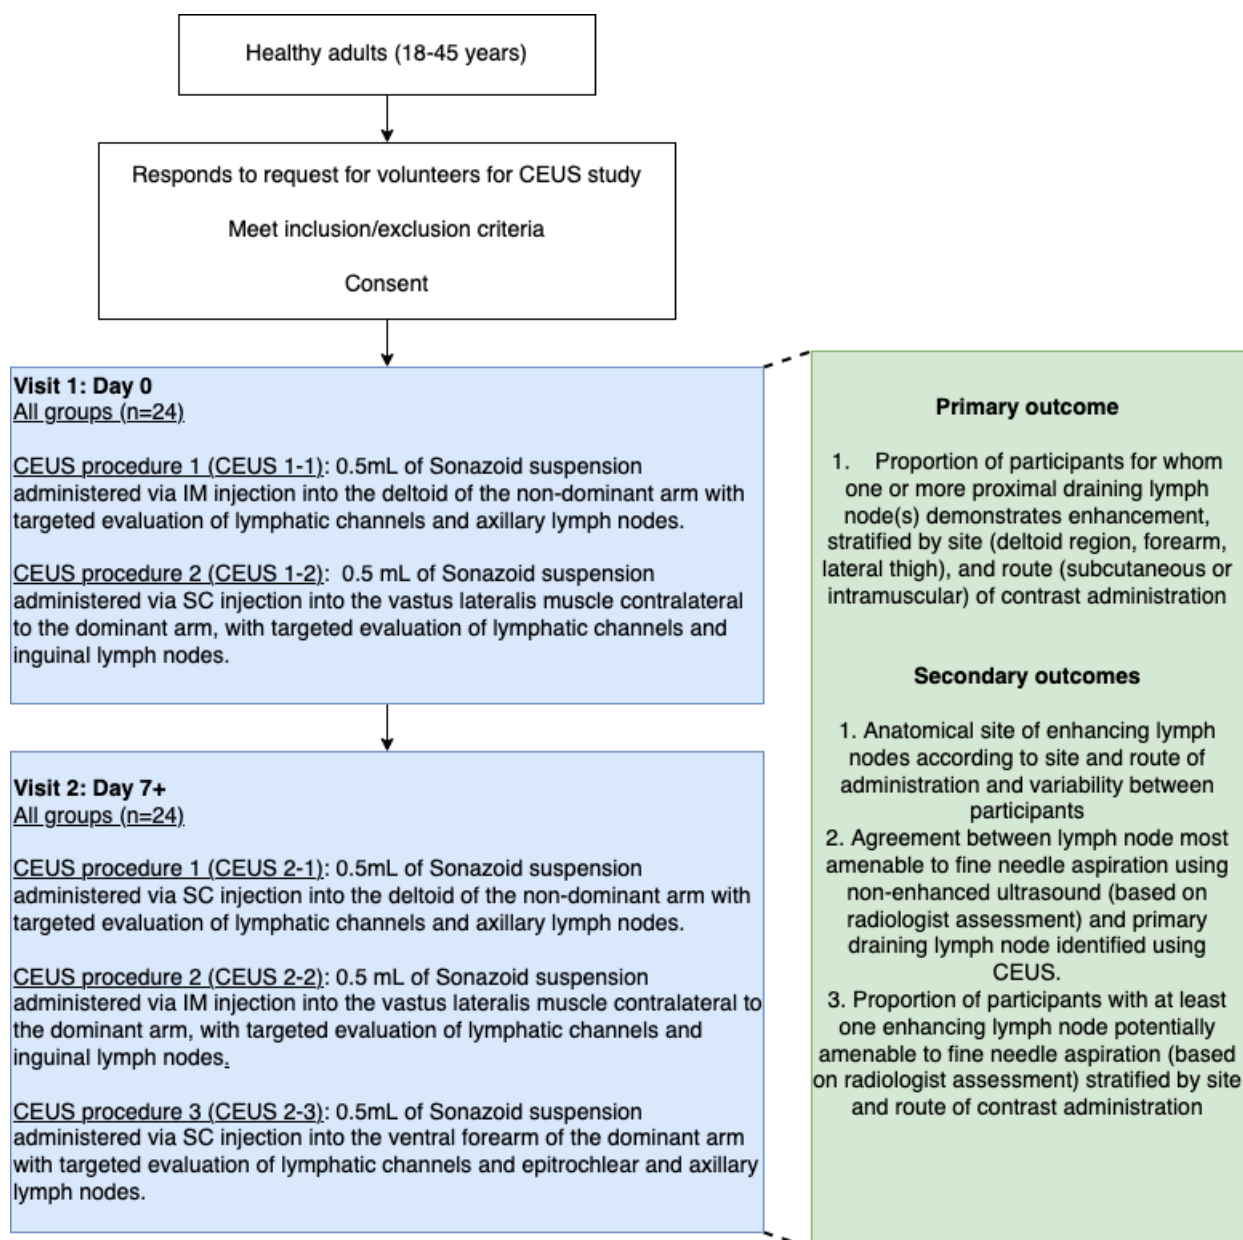 Healthy adults (18-45 years)
Responds to request for volunteers for CEUS study
Meet inclusion/exclusion criteria
Consent
Visit 1: Day 0
All groups (n=24)
CEUS procedure 1 (CEUS 1-1): 0.5mL of Sonazoid suspension
administered via IM injection into the deltoid of the non-dominant arm with
targeted evaluation of lymphatic channels and axillary lymph nodes.
CEUS procedure 2 (CEUS 1-2):  0.5 mL of Sonazoid suspension
administered via SC injection into the vastus lateralis muscle contralateral
to the dominant arm, with targeted evaluation of lymphatic channels and
inguinal lymph nodes.
Visit 2: Day 7+
All groups (n=24)
CEUS procedure 1 (CEUS 2-1): 0.5mL of Sonazoid suspension
administered via SC injection into the deltoid of the non-dominant arm with
targeted evaluation of lymphatic channels and axillary lymph nodes.
CEUS procedure 2 (CEUS 2-2): 0.5 mL of Sonazoid suspension
administered via IM injection into the vastus lateralis muscle contralateral to
the dominant arm, with targeted evaluation of lymphatic channels and
inguinal lymph nodes.
CEUS procedure 3 (CEUS 2-3): 0.5mL of Sonazoid suspension
administered via SC injection into the ventral forearm of the dominant arm
with targeted evaluation of lymphatic channels and epitrochlear and axillary
lymph nodes.
Primary outcome
1. Proportion of participants for whom
one or more proximal draining lymph
node(s) demonstrates enhancement,
stratified by site (deltoid region, forearm,
lateral thigh), and route (subcutaneous or
intramuscular) of contrast administration
Secondary outcomes
1. Anatomical site of enhancing lymph
nodes according to site and route of
administration and variability between
participants
2. Agreement between lymph node most
amenable to fine needle aspiration using
non-enhanced ultrasound (based on
radiologist assessment) and primary
draining lymph node identified using
CEUS.
3. Proportion of participants with at least
one enhancing lymph node potentially
amenable to fine needle aspiration (based
on radiologist assessment) stratified by site
and route of contrast administration